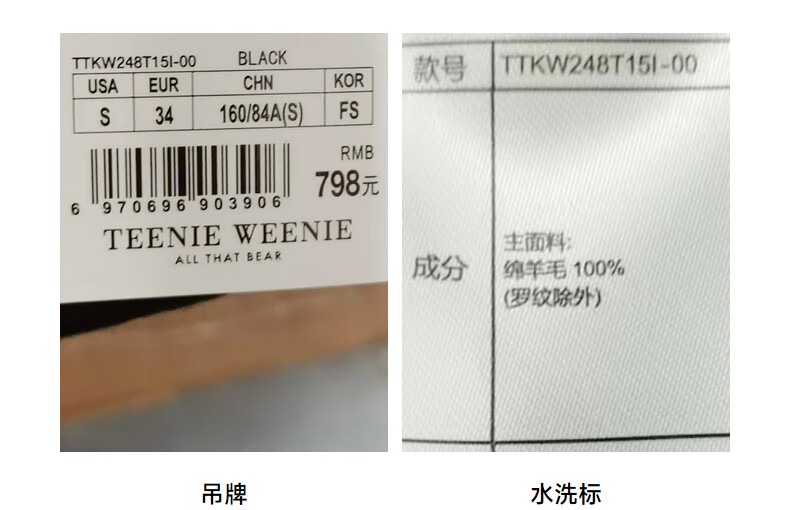 TTKW248T15I-00 BLACK
USA EUR CHN KOR
S 34 160/84A(S) FS
RMB
798元
6 970696 903906
TEENIE WEENIE
ALL THAT BEAR
吊牌
款号 TTKW248T15I-00
成分
主面料:
绵羊毛 100%
(罗纹除外)
水洗标